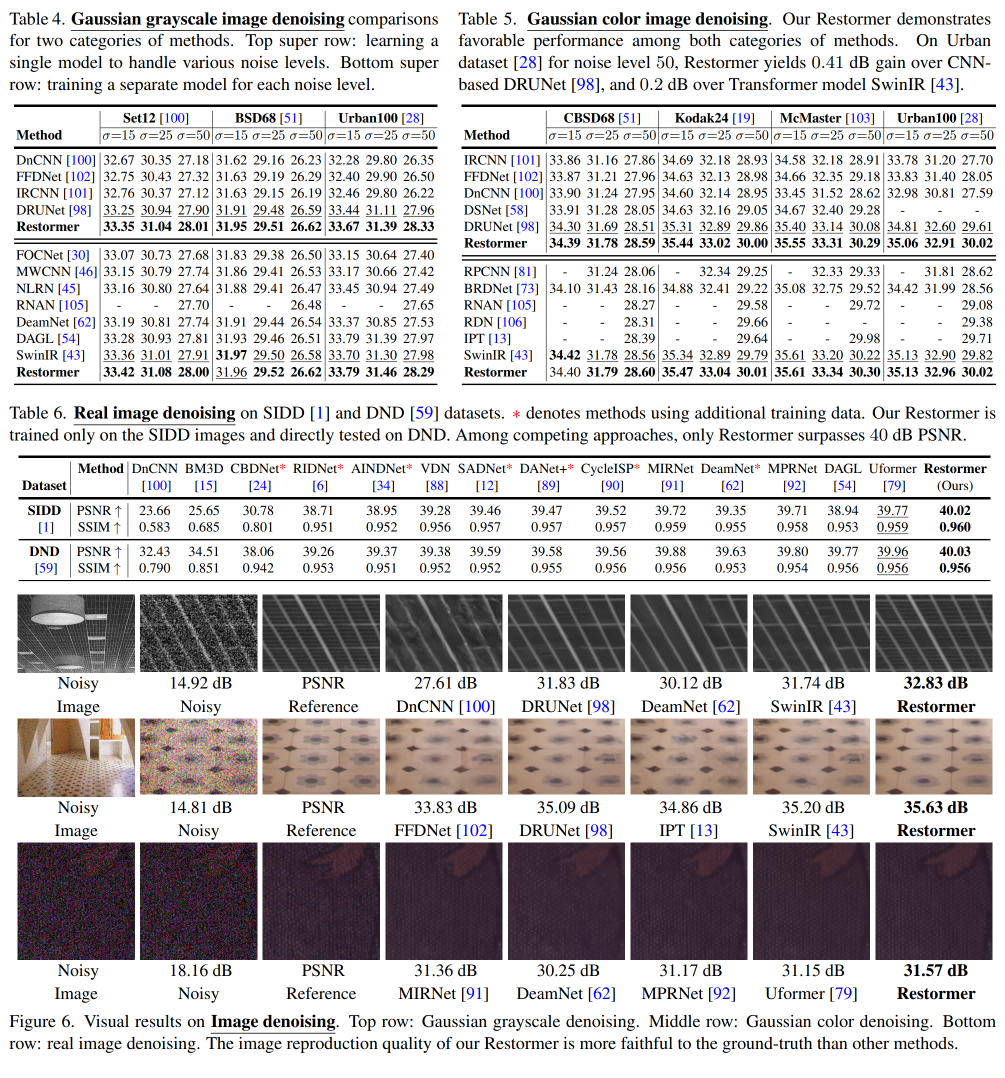 Table 4. Gaussian grayscale image denoising comparisons
for two categories of methods. Top super row: learning a
single model to handle various noise levels. Bottom super
row: training a separate model for each noise level.
Set12 [100] BSD68 [51] Urban100 [28]
Method σ=15 σ=25 σ=50 σ=15 σ=25 σ=50 σ=15 σ=25 σ=50
DnCNN [100] 32.67 30.35 27.18 31.62 29.16 26.23 32.28 29.80 26.35
FFDNet [102] 32.75 30.43 27.32 31.63 29.19 26.29 32.40 29.90 26.50
IRCNN [101] 32.76 30.37 27.12 31.63 29.15 26.19 32.46 29.80 26.22
DRUNet [98] 33.25 30.94 27.90 31.91 29.48 26.59 33.44 31.11 27.96
Restormer 33.35 31.04 28.01 31.95 29.51 26.62 33.67 31.39 28.33
FOCNet [30] 33.07 30.73 27.68 31.83 29.38 26.50 33.15 30.64 27.40
MWCNN [46] 33.15 30.79 27.74 31.86 29.41 26.53 33.17 30.66 27.42
NLRN [45] 33.16 30.80 27.64 31.88 29.41 26.47 33.45 30.94 27.49
RNAN [105] - - 27.70 - - 26.48 - - 27.65
DeamNet [62] 33.19 30.81 27.74 31.91 29.44 26.54 33.37 30.85 27.53
DAGL [54] 33.28 30.93 27.81 31.93 29.46 26.51 33.79 31.39 27.97
SwinIR [43] 33.36 31.01 27.91 31.97 29.50 26.58 33.70 31.30 27.98
Restormer 33.42 31.08 28.00 31.96 29.52 26.62 33.79 31.46 28.29
Table 5. Gaussian color image denoising. Our Restormer demonstrates
favorable performance among both categories of methods. On Urban
dataset [28] for noise level 50, Restormer yields 0.41 dB gain over CNN-
based DRUNet [98], and 0.2 dB over Transformer model SwinIR [43].
CBSD68 [51] Kodak24 [19] McMaster [103] Urban100 [28]
Method σ=15 σ=25 σ=50 σ=15 σ=25 σ=50 σ=15 σ=25 σ=50 σ=15 σ=25 σ=50
IRCNN [101] 33.86 31.16 27.86 34.69 32.18 28.93 34.58 32.18 28.91 33.78 31.20 27.70
FFDNet [102] 33.87 31.21 27.96 34.63 32.13 28.98 34.66 32.35 29.18 33.83 31.40 28.05
DnCNN [100] 33.90 31.24 27.95 34.60 32.14 28.95 33.45 31.52 28.62 32.98 30.81 27.59
DSNet [58] 33.91 31.28 28.05 34.63 32.16 29.05 34.67 32.40 29.28 - - -
DRUNet [98] 34.30 31.69 28.51 35.31 32.89 29.86 35.40 33.14 30.08 34.81 32.60 29.61
Restormer 34.39 31.78 28.59 35.44 33.02 30.00 35.55 33.31 30.29 35.06 32.91 30.02
RPCNN [81] - 31.24 28.06 - 32.34 29.25 - 32.33 29.33 - 31.81 28.62
BRDNet [73] 34.10 31.43 28.16 34.88 32.41 29.22 35.08 32.75 29.52 34.42 31.99 28.56
RNAN [105] - - 28.27 - - 29.58 - - 29.72 - - 29.08
RDN [106] - - 28.31 - - 29.66 - - - - - 29.38
IPT [13] - - 28.39 - - 29.64 - - 29.98 - - 29.71
SwinIR [43] 34.42 31.78 28.56 35.34 32.89 29.79 35.61 33.20 30.22 35.13 32.90 29.82
Restormer 34.40 31.79 28.60 35.47 33.04 30.01 35.61 33.34 30.30 35.13 32.96 30.02
Table 6. Real image denoising on SIDD [1] and DND [59] datasets. * denotes methods using additional training data. Our Restormer is
trained only on the SIDD images and directly tested on DND. Among competing approaches, only Restormer surpasses 40 dB PSNR.
Method DnCNN BM3D CBDNet* RIDNet* AINDNet* VDN SADNet* DANet+* CycleISP* MIRNet DeamNet* MPRNet DAGL Uformer Restormer
Dataset [100] [15] [24] [6] [34] [88] [12] [89] [90] [91] [62] [92] [54] [79] (Ours)
SIDD PSNR ↑ 23.66 25.65 30.78 38.71 38.95 39.28 39.46 39.47 39.52 39.72 39.35 39.71 38.94 39.77 40.02
[1] SSIM ↑ 0.583 0.685 0.801 0.951 0.952 0.956 0.957 0.957 0.957 0.959 0.955 0.958 0.953 0.959 0.960
DND PSNR ↑ 32.43 34.51 38.06 39.26 39.37 39.38 39.59 39.58 39.56 39.88 39.63 39.80 39.77 39.96 40.03
[59] SSIM ↑ 0.790 0.851 0.942 0.953 0.951 0.952 0.952 0.955 0.956 0.956 0.953 0.954 0.956 0.956 0.956
Noisy 14.92 dB PSNR 27.61 dB 31.83 dB 30.12 dB 31.74 dB 32.83 dB
Image Noisy Reference DnCNN [100] DRUNet [98] DeamNet [62] SwinIR [43] Restormer
Noisy 14.81 dB PSNR 33.83 dB 35.09 dB 34.86 dB 35.20 dB 35.63 dB
Image Noisy Reference FFDNet [102] DRUNet [98] IPT [13] SwinIR [43] Restormer
Noisy 18.16 dB PSNR 31.36 dB 30.25 dB 31.17 dB 31.15 dB 31.57 dB
Image Noisy Reference MIRNet [91] DeamNet [62] MPRNet [92] Uformer [79] Restormer
Figure 6. Visual results on Image denoising. Top row: Gaussian grayscale denoising. Middle row: Gaussian color denoising. Bottom
row: real image denoising. The image reproduction quality of our Restormer is more faithful to the ground-truth than other methods.